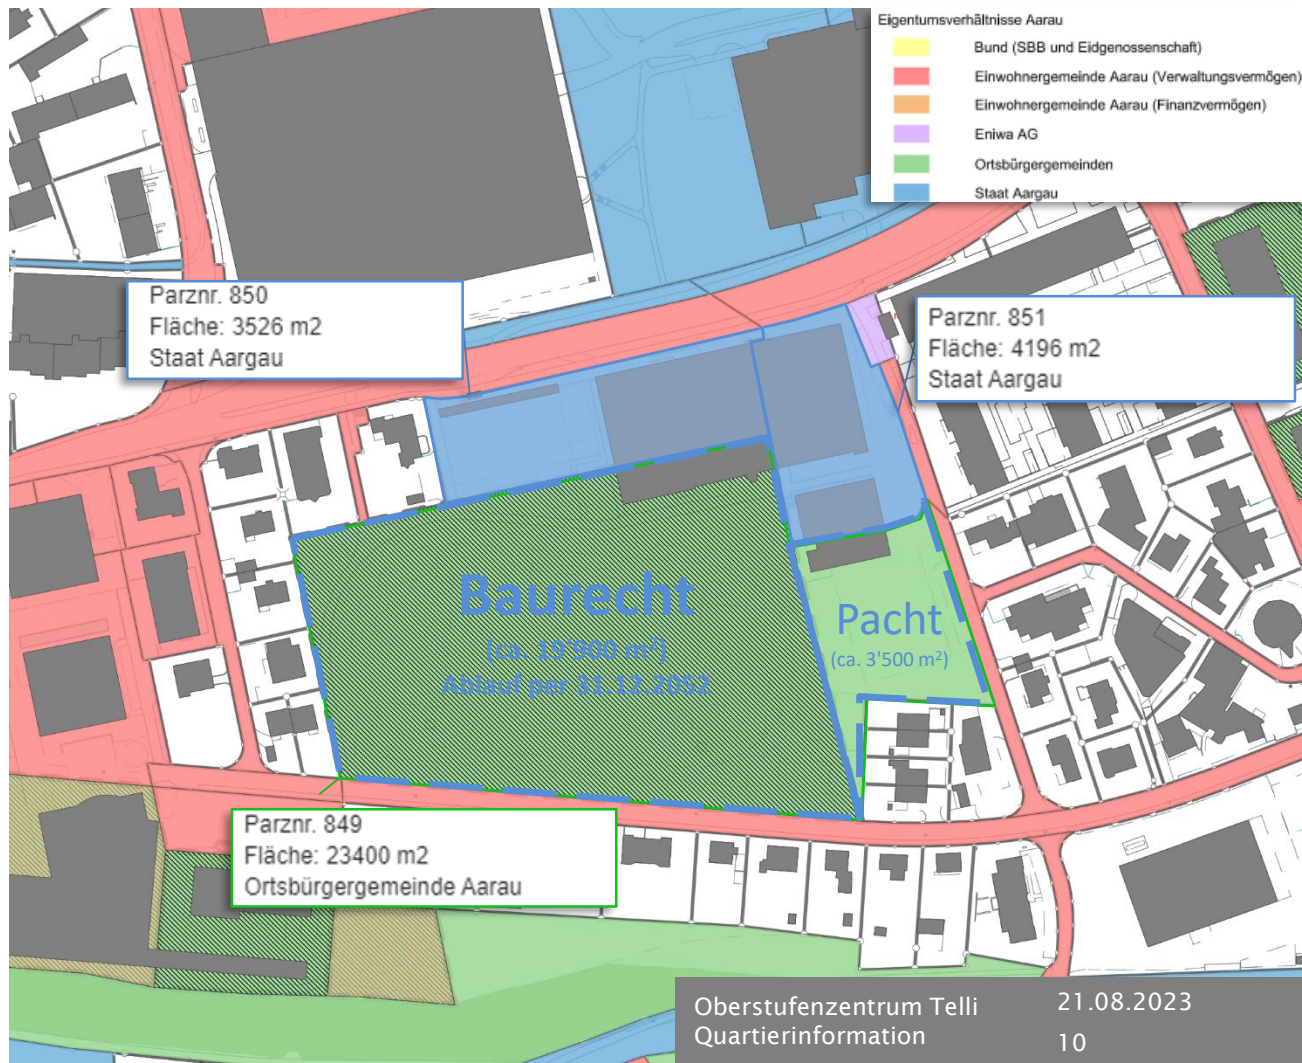 Eigentumsverhältnisse Aarau
Bund (SBB und Eidgenossenschaft)
Einwohnergemeinde Aarau (Verwaltungsvermögen)
Einwohnergemeinde Aarau (Finanzvermögen)
Eniwa AG
Ortsbürgergemeinden
Staat Aargau
Parznr. 850
Fläche: 3526 m2
Staat Aargau
Parznr. 851
Fläche: 4196 m2
Staat Aargau
Baurecht
(ca. 19'900 m²)
Ablauf per 31.12.2052
Pacht
(ca. 3'500 m²)
Parznr. 849
Fläche: 23400 m2
Ortsbürgergemeinde Aarau
Oberstufenzentrum Telli
Quartierinformation
21.08.2023
10